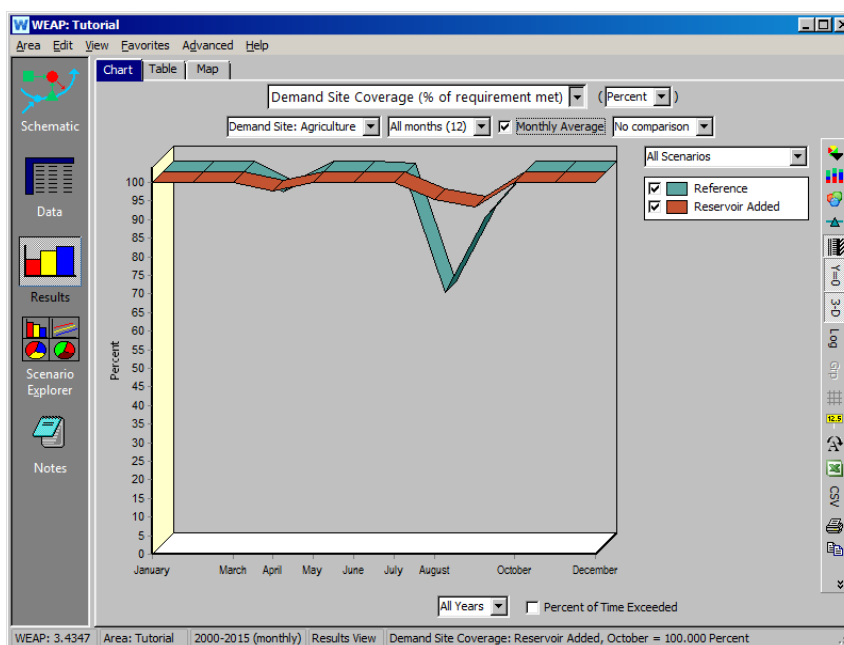 WEAP: Tutorial
Area Edit View Favorites Advanced Help
Chart Table Map
Demand Site Coverage (% of requirement met) (Percent)
Demand Site: Agriculture All months (12) Monthly Average No comparison
All Scenarios
Reference
Reservoir Added
Schematic
Data
Results
Scenario
Explorer
Notes
Percent
100
95
90
85
80
75
70
65
60
55
50
45
40
35
30
25
20
15
10
5
0
January March April May June July August October December
All Years Percent of Time Exceeded
Y=0
3-D
Log
12.5
CSV
WEAP: 3.4347 Area: Tutorial 2000-2015 (monthly) Results View Demand Site Coverage: Reservoir Added, October = 100.000 Percent